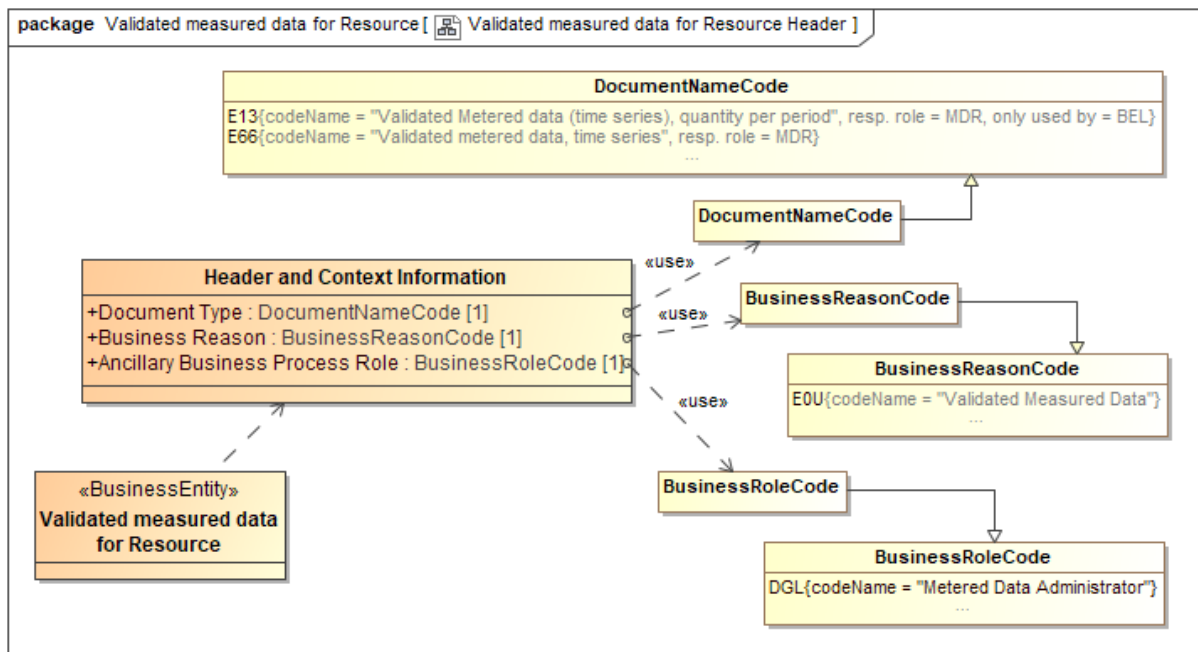 package Validated measured data for Resource [ Validated measured data for Resource Header ]
DocumentNameCode
E13{codeName = "Validated Metered data (time series), quantity per period", resp. role = MDR, only used by = BEL}
E66{codeName = "Validated metered data, time series", resp. role = MDR}
...
DocumentNameCode
«use»
Header and Context Information
+Document Type : DocumentNameCode [1]
+Business Reason : BusinessReasonCode [1]
+Ancillary Business Process Role : BusinessRoleCode [1]
«use»
BusinessReasonCode
BusinessReasonCode
E0U{codeName = "Validated Measured Data"}
...
«use»
«BusinessEntity»
Validated measured data
for Resource
BusinessRoleCode
BusinessRoleCode
DGL{codeName = "Metered Data Administrator"}
...